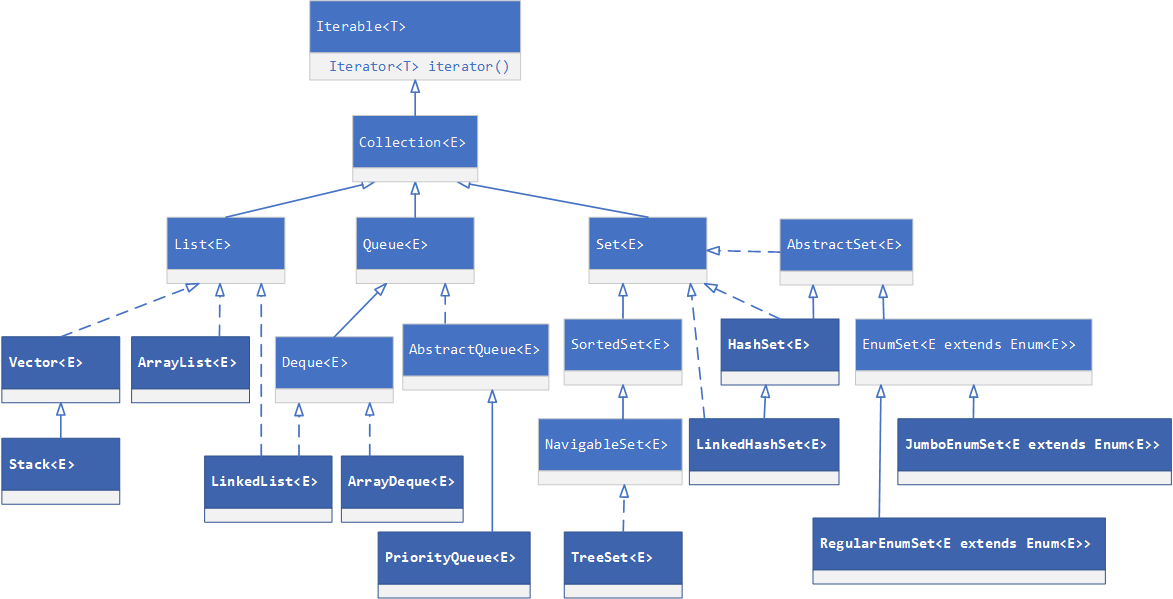 Iterable<T>
Iterator<T> iterator()
Collection<E>
List<E>
Queue<E>
Set<E>
AbstractSet<E>
Vector<E>
ArrayList<E>
Deque<E>
AbstractQueue<E>
SortedSet<E>
HashSet<E>
EnumSet<E extends Enum<E>>
Stack<E>
LinkedList<E>
ArrayDeque<E>
NavigableSet<E>
LinkedHashSet<E>
JumboEnumSet<E extends Enum<E>>
PriorityQueue<E>
TreeSet<E>
RegularEnumSet<E extends Enum<E>>